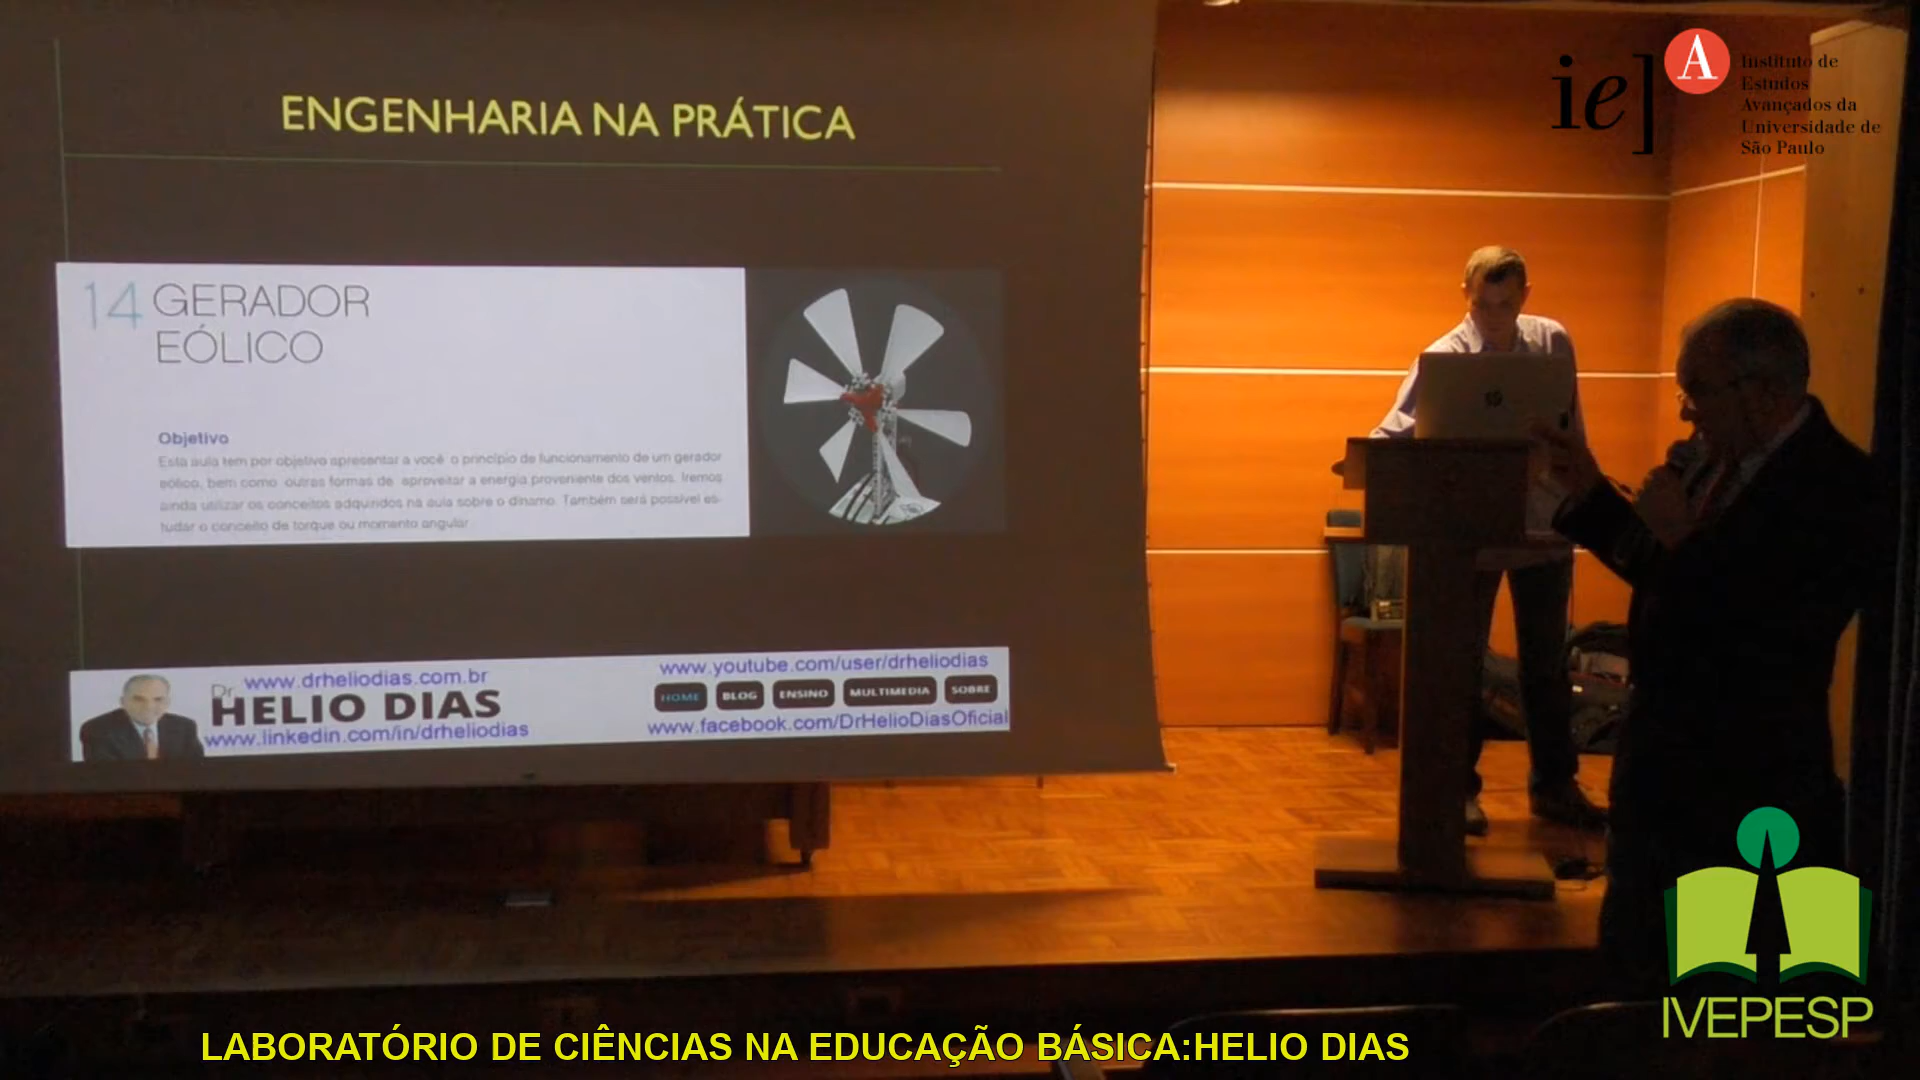 ENGENHARIA NA PRÁTICA
14 GERADOR
EÓLICO
Objetivo
Esta aula tem por objetivo apresentar a você o princípio de funcionamento de um gerador
eólico, bem como outras formas de aproveitar a energia proveniente dos ventos. Iremos
ainda utilizar os conceitos adquiridos na aula sobre o dínamo. Também será possível es-
tudar o conceito de torque ou momento angular.
www.drheliodias.com.br
Dr.
HELIO DIAS
www.linkedin.com/in/drheliodias
www.youtube.com/user/drheliodias
HOME BLOG ENSINO MULTIMEDIA SOBRE
www.facebook.com/DrHelioDiasOficial
ie] A
Instituto de
Estudos
Avançados da
Universidade de
São Paulo
hp
IVEPESP
LABORATÓRIO DE CIÊNCIAS NA EDUCAÇÃO BÁSICA:HELIO DIAS